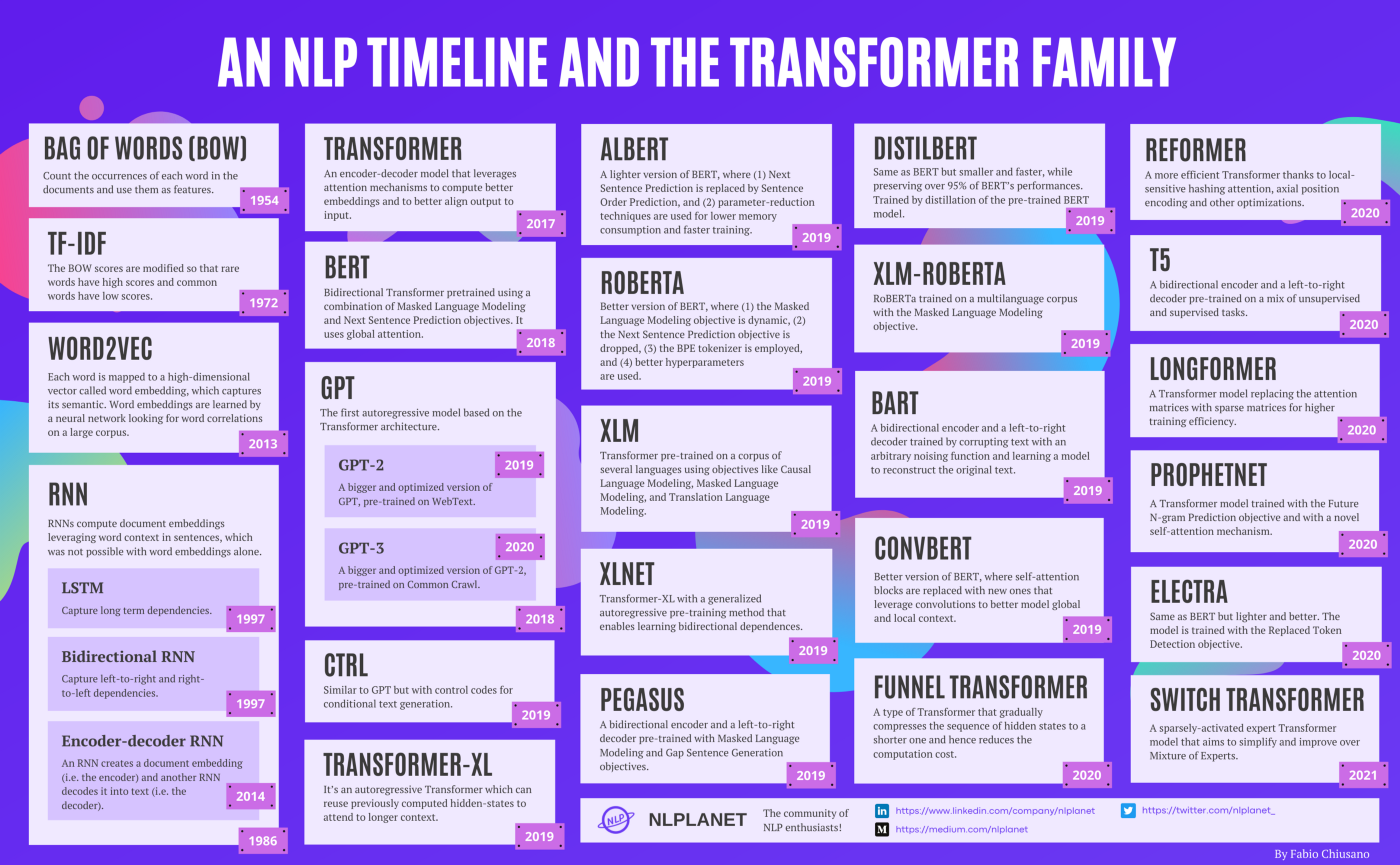 AN NLP TIMELINE AND THE TRANSFORMER FAMILY
BAG OF WORDS (BOW)
Count the occurrences of each word in the
documents and use them as features.
1954
TF-IDF
The BOW scores are modified so that rare
words have high scores and common
words have low scores.
1972
WORD2VEC
Each word is mapped to a high-dimensional
vector called word embedding, which captures
its semantic. Word embeddings are learned by
a neural network looking for word correlations
on a large corpus.
2013
RNN
RNNs compute document embeddings
leveraging word context in sentences, which
was not possible with word embeddings alone.
LSTM
Capture long term dependencies.
1997
Bidirectional RNN
Capture left-to-right and right-
to-left dependencies.
1997
Encoder-decoder RNN
An RNN creates a document embedding
(i.e. the encoder) and another RNN
decodes it into text (i.e. the
decoder).
2014
1986
TRANSFORMER
An encoder-decoder model that leverages
attention mechanisms to compute better
embeddings and to better align output to
input.
2017
BERT
Bidirectional Transformer pretrained using a
combination of Masked Language Modeling
and Next Sentence Prediction objectives. It
uses global attention.
2018
GPT
The first autoregressive model based on the
Transformer architecture.
GPT-2
2019
A bigger and optimized version of
GPT, pre-trained on WebText.
GPT-3
2020
A bigger and optimized version of GPT-2,
pre-trained on Common Crawl.
2018
CTRL
Similar to GPT but with control codes for
conditional text generation.
2019
TRANSFORMER-XL
It's an autoregressive Transformer which can
reuse previously computed hidden-states to
attend to longer context.
2019
ALBERT
A lighter version of BERT, where (1) Next
Sentence Prediction is replaced by Sentence
Order Prediction, and (2) parameter-reduction
techniques are used for lower memory
consumption and faster training.
2019
ROBERTA
Better version of BERT, where (1) the Masked
Language Modeling objective is dynamic, (2)
the Next Sentence Prediction objective is
dropped, (3) the BPE tokenizer is employed,
and (4) better hyperparameters
are used.
2019
XLM
Transformer pre-trained on a corpus of
several languages using objectives like Causal
Language Modeling, Masked Language
Modeling, and Translation Language
Modeling.
2019
XLNET
Transformer-XL with a generalized
autoregressive pre-training method that
enables learning bidirectional dependences.
2019
PEGASUS
A bidirectional encoder and a left-to-right
decoder pre-trained with Masked Language
Modeling and Gap Sentence Generation
objectives.
2019
DISTILBERT
Same as BERT but smaller and faster, while
preserving over 95% of BERT's performances.
Trained by distillation of the pre-trained BERT
model.
2019
XLM-ROBERTA
RoBERTa trained on a multilanguage corpus
with the Masked Language Modeling
objective.
2019
BART
A bidirectional encoder and a left-to-right
decoder trained by corrupting text with an
arbitrary noising function and learning a model
to reconstruct the original text.
2019
CONVBERT
Better version of BERT, where self-attention
blocks are replaced with new ones that
leverage convolutions to better model global
and local context.
2019
FUNNEL TRANSFORMER
A type of Transformer that gradually
compresses the sequence of hidden states to a
shorter one and hence reduces the
computation cost.
2020
REFORMER
A more efficient Transformer thanks to local-
sensitive hashing attention, axial position
encoding and other optimizations.
2020
T5
A bidirectional encoder and a left-to-right
decoder pre-trained on a mix of unsupervised
and supervised tasks.
2020
LONGFORMER
A Transformer model replacing the attention
matrices with sparse matrices for higher
training efficiency.
2020
PROPHETNET
A Transformer model trained with the Future
N-gram Prediction objective and with a novel
self-attention mechanism.
2020
ELECTRA
Same as BERT but lighter and better. The
model is trained with the Replaced Token
Detection objective.
2020
SWITCH TRANSFORMER
A sparsely-activated expert Transformer
model that aims to simplify and improve over
Mixture of Experts.
2021
NLP
NLPLANET
The community of
NLP enthusiasts!
in https://www.linkedin.com/company/nlplanet
M https://medium.com/nlplanet
https://twitter.com/nlplanet_
By Fabio Chiusano